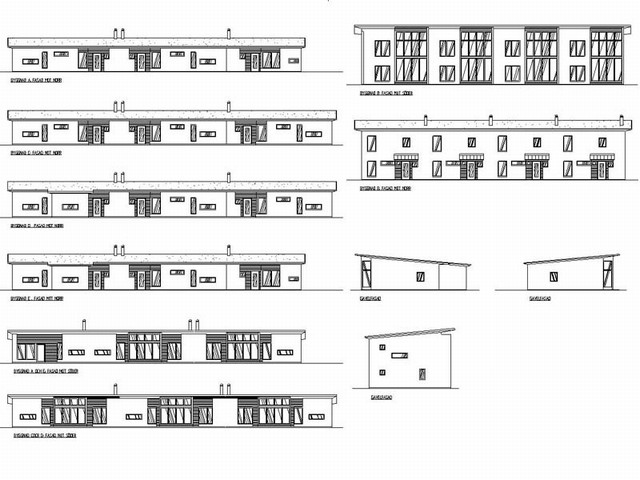 BYGGNAD A FASAD MOT NORR
BYGGNAD C FASAD MOT NORR
BYGGNAD D FASAD MOT NORR
BYGGNAD E FASAD MOT NORR
BYGGNAD A OCH E FASAD MOT SÖDER
BYGGNAD C OCH D FASAD MOT SÖDER
BYGGNAD B FASAD MOT SÖDER
BYGGNAD B FASAD MOT NORR
GAVELFASAD
GAVELFASAD
GAVELFASAD